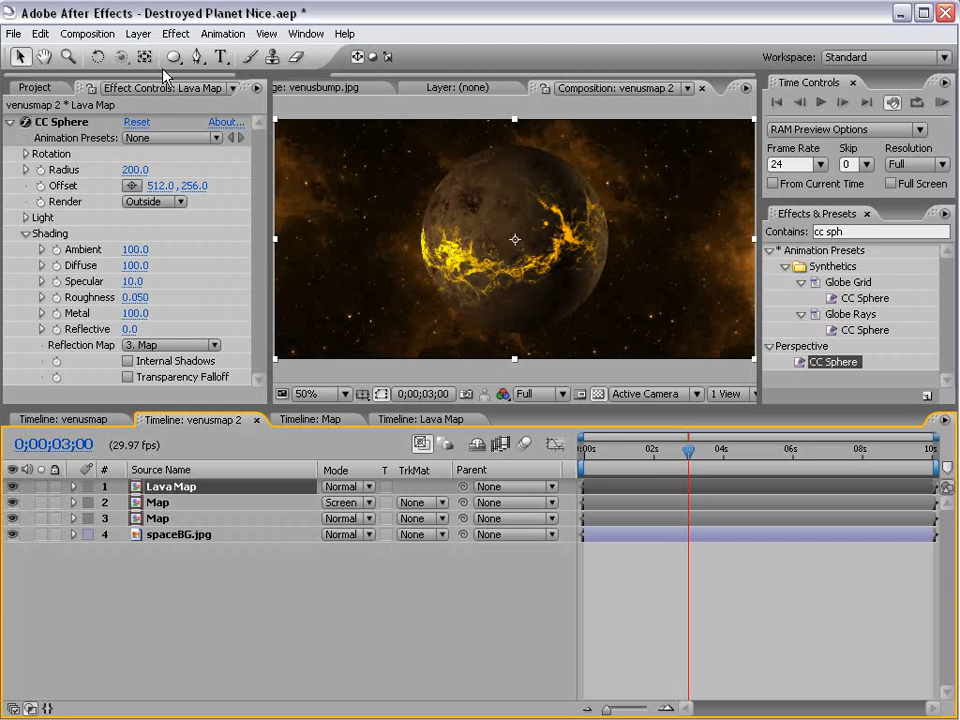 Adobe After Effects - Destroyed Planet Nice.aep *
File Edit Composition Layer Effect Animation View Window Help
Workspace: Standard
Project Effect Controls: Lava Map
venusmap 2 * Lava Map
CC Sphere Reset About...
Animation Presets: None
Rotation
Radius 200.0
Offset 512.0, 256.0
Render Outside
Light
Shading
Ambient 100.0
Diffuse 100.0
Specular 10.0
Roughness 0.050
Metal 100.0
Reflective 0.0
Reflection Map 3. Map
Internal Shadows
Transparency Falloff
ge: venusbump.jpg Layer: (none) Composition: venusmap 2
50% 0;00;03;00 Full Active Camera 1 View
Time Controls
RAM Preview Options
Frame Rate Skip Resolution
24 0 Full
From Current Time Full Screen
Effects & Presets
Contains: cc sph
* Animation Presets
Synthetics
Globe Grid
CC Sphere
Globe Rays
CC Sphere
Perspective
CC Sphere
Timeline: venusmap Timeline: venusmap 2 Timeline: Map Timeline: Lava Map
0;00;03;00 (29.97 fps)
:00s 02s 04s 06s 08s 10s
# Source Name Mode T TrkMat Parent
1 Lava Map Normal None
2 Map Screen None None
3 Map Normal None None
4 spaceBG.jpg Normal None None